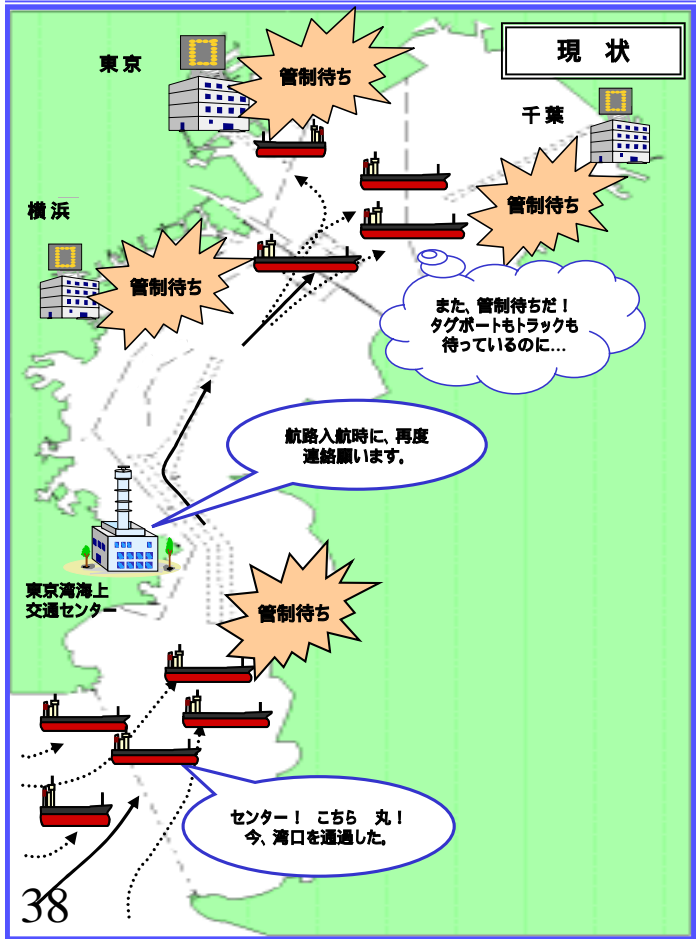 現 状
東京
管制待ち
千葉
管制待ち
横浜
管制待ち
また、管制待ちだ！
タグボートもトラックも
待っているのに…
航路入航時に、再度
連絡願います。
東京湾海上
交通センター
管制待ち
センター！ こちら 丸！
今、湾口を通過した。
38